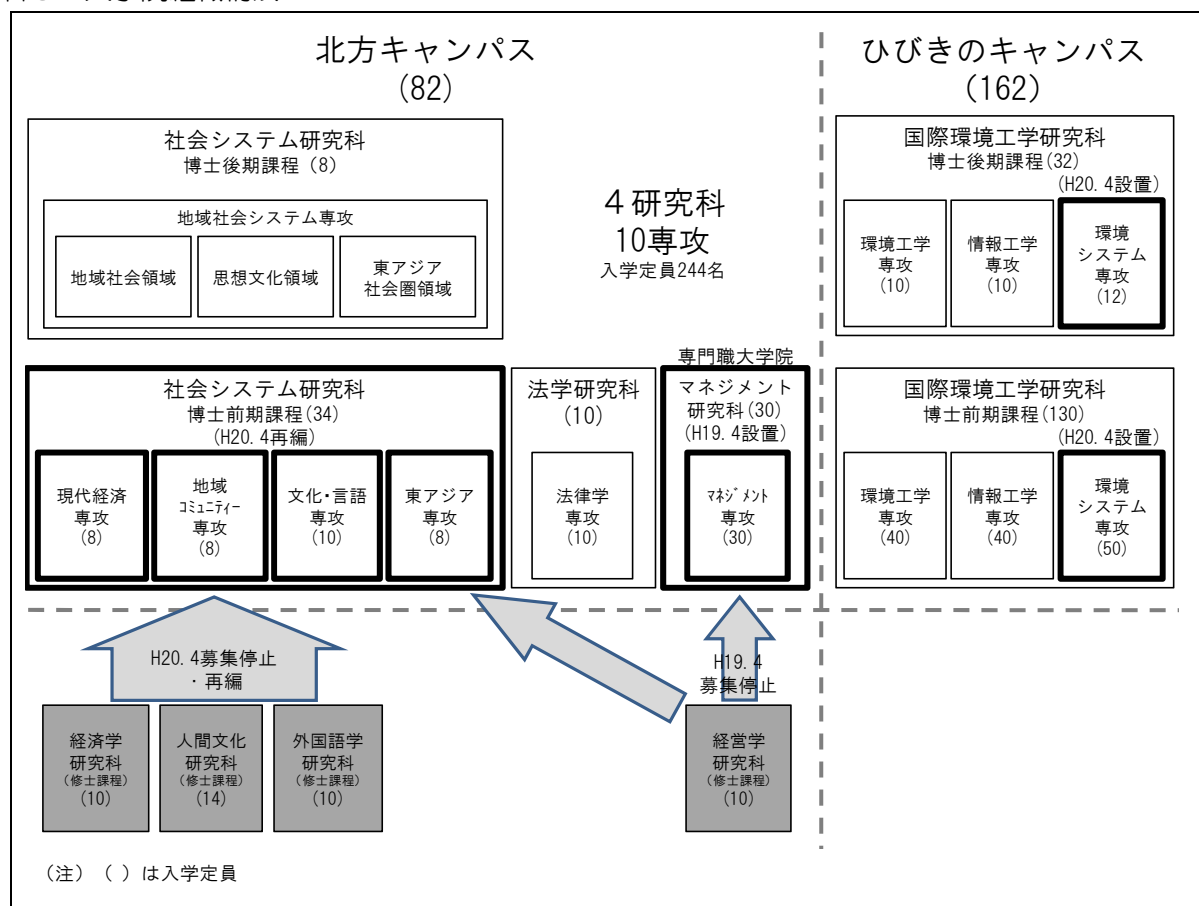 北方キャンパス
(82)
ひびきのキャンパス
(162)
社会システム研究科
博士後期課程（8）
地域社会システム専攻
地域社会領域
思想文化領域
東アジア
社会圏領域
４研究科
10専攻
入学定員244名
国際環境工学研究科
博士後期課程(32)
(H20.4設置)
環境工学
専攻
(10)
情報工学
専攻
(10)
環境
システム
専攻
(12)
社会システム研究科
博士前期課程(34)
(H20.4再編)
現代経済
専攻
(8)
地域
ｺﾐｭﾆﾃｨｰ
専攻
(8)
文化・言語
専攻
(10)
東アジア
専攻
(8)
法学研究科
(10)
法律学
専攻
(10)
専門職大学院
マネジメント
研究科(30)
(H19.4設置)
ﾏﾈｼﾞﾒﾝﾄ
専攻
(30)
国際環境工学研究科
博士前期課程(130)
(H20.4設置)
環境工学
専攻
(40)
情報工学
専攻
(40)
環境
システム
専攻
(50)
H20.4募集停止
・再編
H19.4
募集停止
経済学
研究科
(修士課程)
(10)
人間文化
研究科
(修士課程)
(14)
外国語学
研究科
(修士課程)
(10)
経営学
研究科
(修士課程)
(10)
（注）（ ）は入学定員